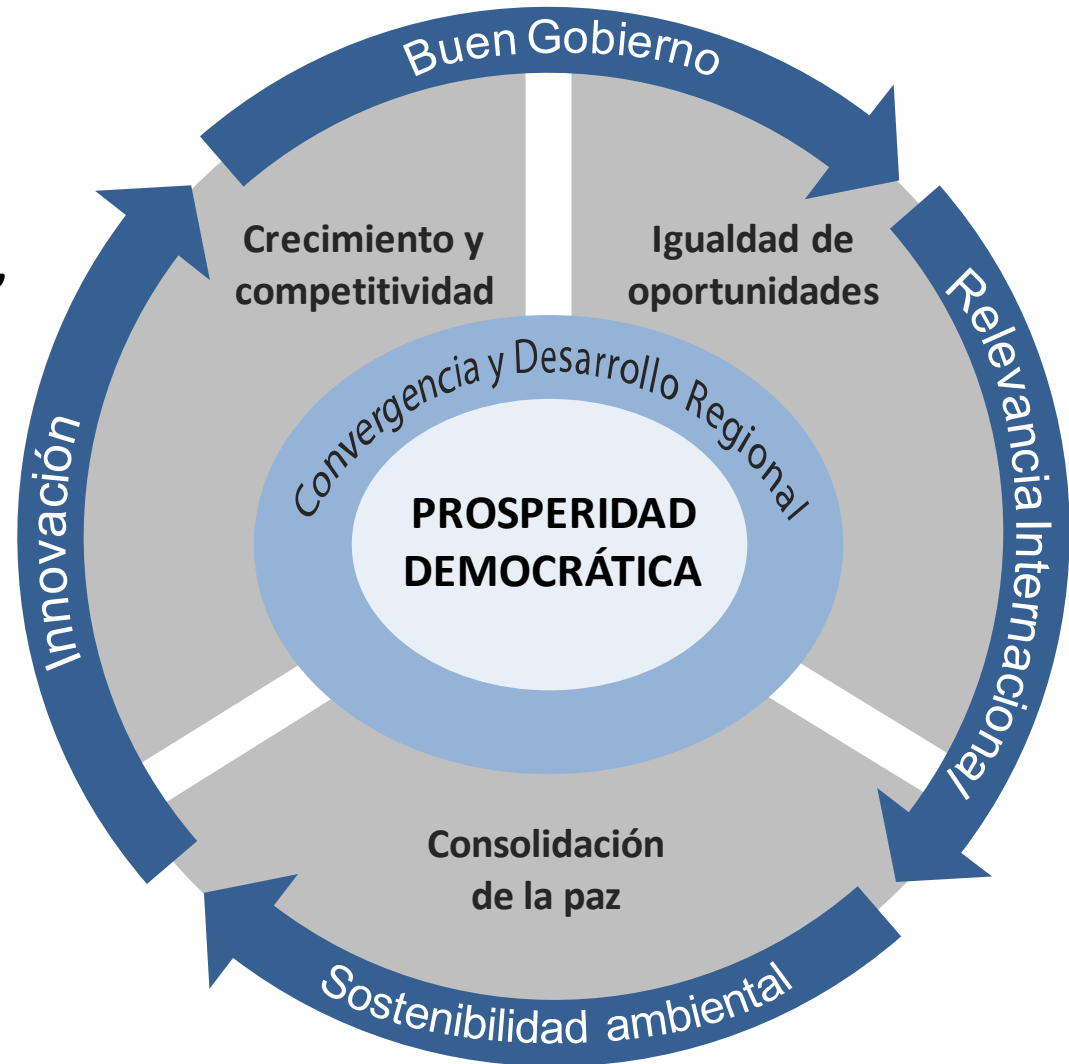 Buen Gobierno
Crecimiento y
competitividad
Igualdad de
oportunidades
,
Relevancia Internacional
Convergencia y Desarrollo Regional
Innovación
PROSPERIDAD
DEMOCRÁTICA
Consolidación
de la paz
Sostenibilidad ambiental